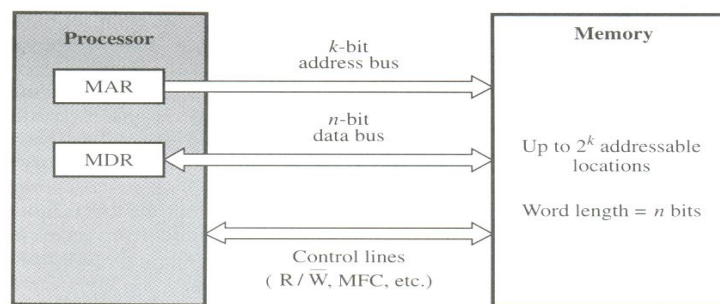 Processor
MAR
MDR
k-bit
address bus
n-bit
data bus
Control lines
( R / W̅, MFC, etc.)
Memory
Up to 2ᵏ addressable
locations
Word length = n bits